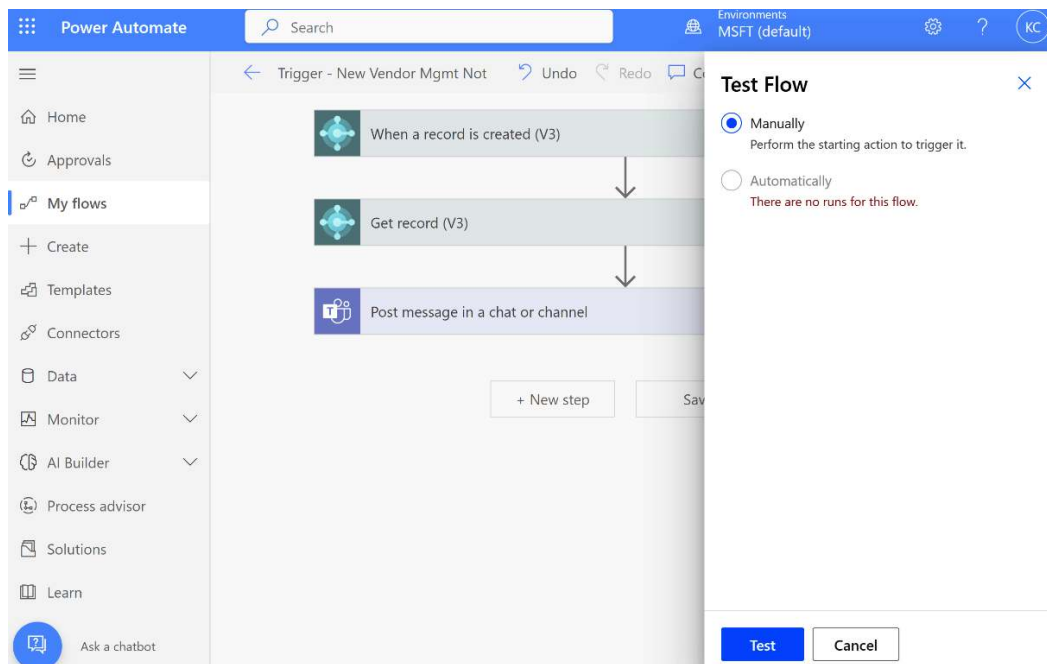 Power Automate
Search
Environments
MSFT (default)
?
KC
Trigger - New Vendor Mgmt Not
Undo
Redo
Home
Approvals
My flows
Create
Templates
Connectors
Data
Monitor
AI Builder
Process advisor
Solutions
Learn
Ask a chatbot
When a record is created (V3)
Get record (V3)
T
Post message in a chat or channel
+ New step
Sav
Test Flow
Manually
Perform the starting action to trigger it.
Automatically
There are no runs for this flow.
Test
Cancel